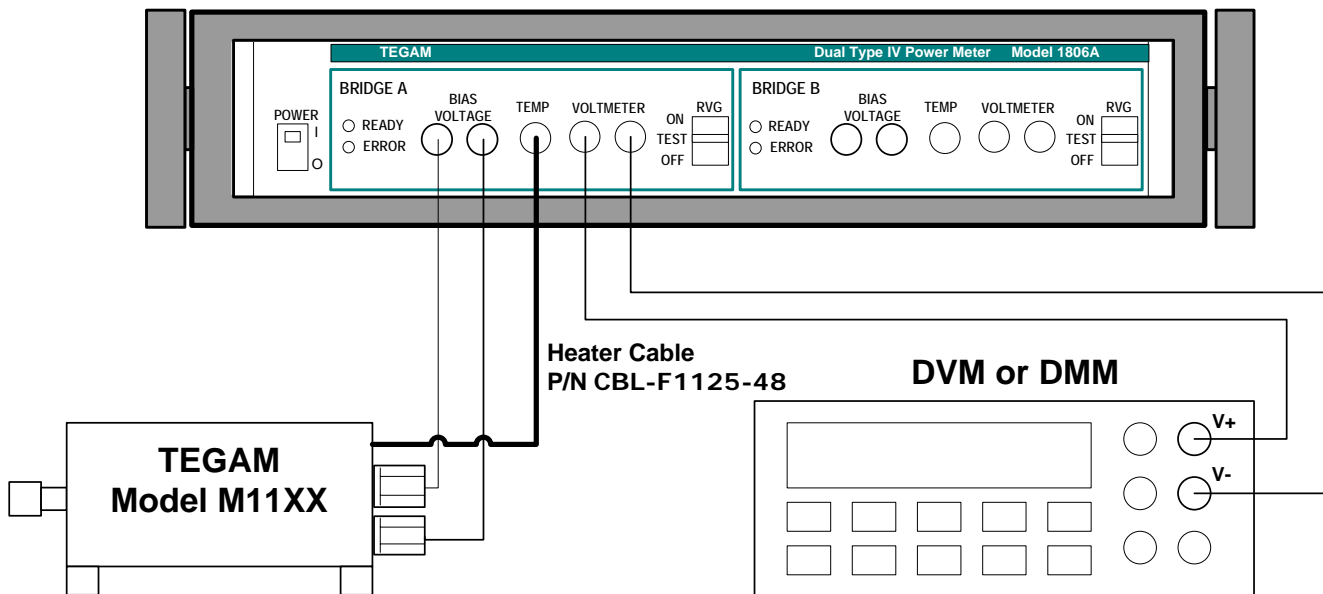 TEGAM Dual Type IV Power Meter Model 1806A
POWER
I
O
BRIDGE A
READY
ERROR
BIAS
VOLTAGE
TEMP
VOLTMETER
RVG
ON
TEST
OFF
BRIDGE B
READY
ERROR
BIAS
VOLTAGE
TEMP
VOLTMETER
RVG
ON
TEST
OFF
Heater Cable
P/N CBL-F1125-48
DVM or DMM
V+
V-
TEGAM
Model M11XX